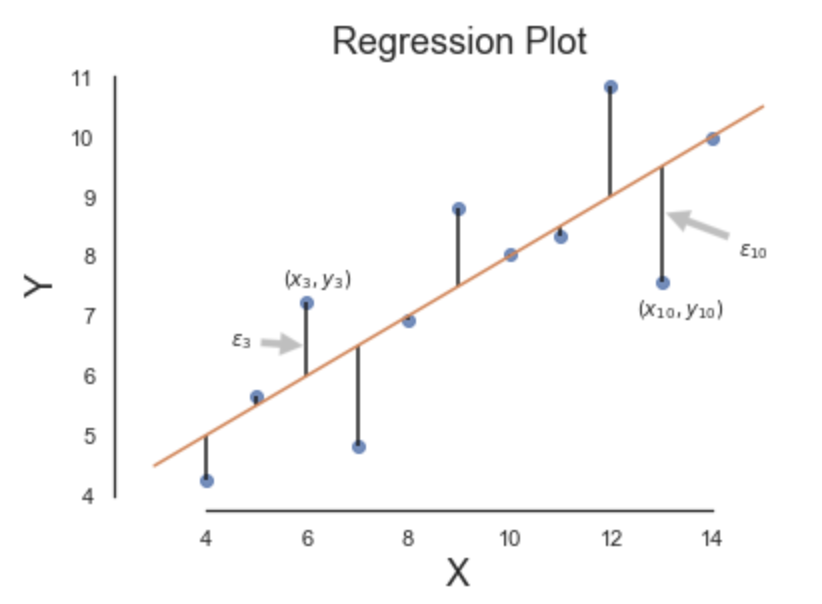 Regression Plot
11
10
9
8
7
6
5
4
Y
(x₃, y₃)
ε₃
ε₁₀
(x₁₀, y₁₀)
4 6 8 10 12 14
X